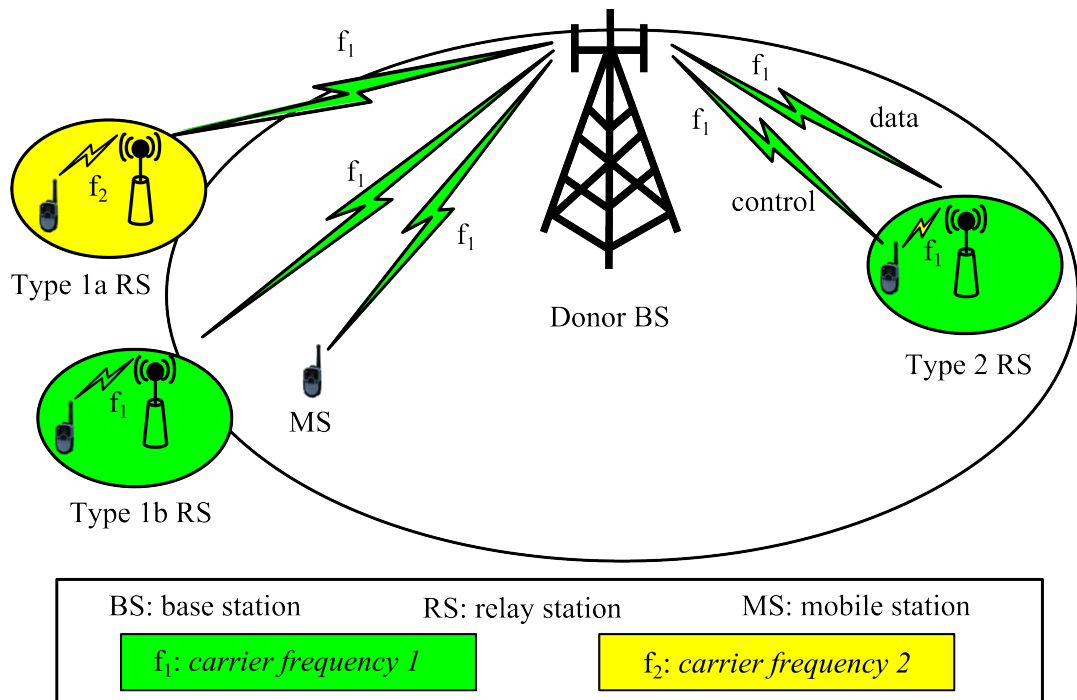 f₁
f₁
f₁
data
f₂
f₁
control
f₁
f₁
Type 1a RS
Donor BS
Type 2 RS
f₁
MS
Type 1b RS
BS: base station RS: relay station MS: mobile station
f₁: carrier frequency 1 f₂: carrier frequency 2